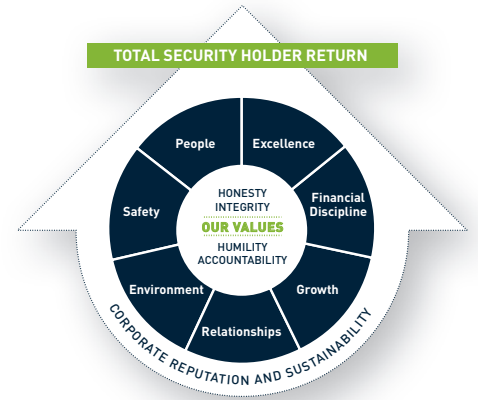 TOTAL SECURITY HOLDER RETURN
People
Excellence
Safety
Financial
Discipline
HONESTY
INTEGRITY
OUR VALUES
HUMILITY
ACCOUNTABILITY
Environment
Growth
Relationships
CORPORATE REPUTATION AND SUSTAINABILITY